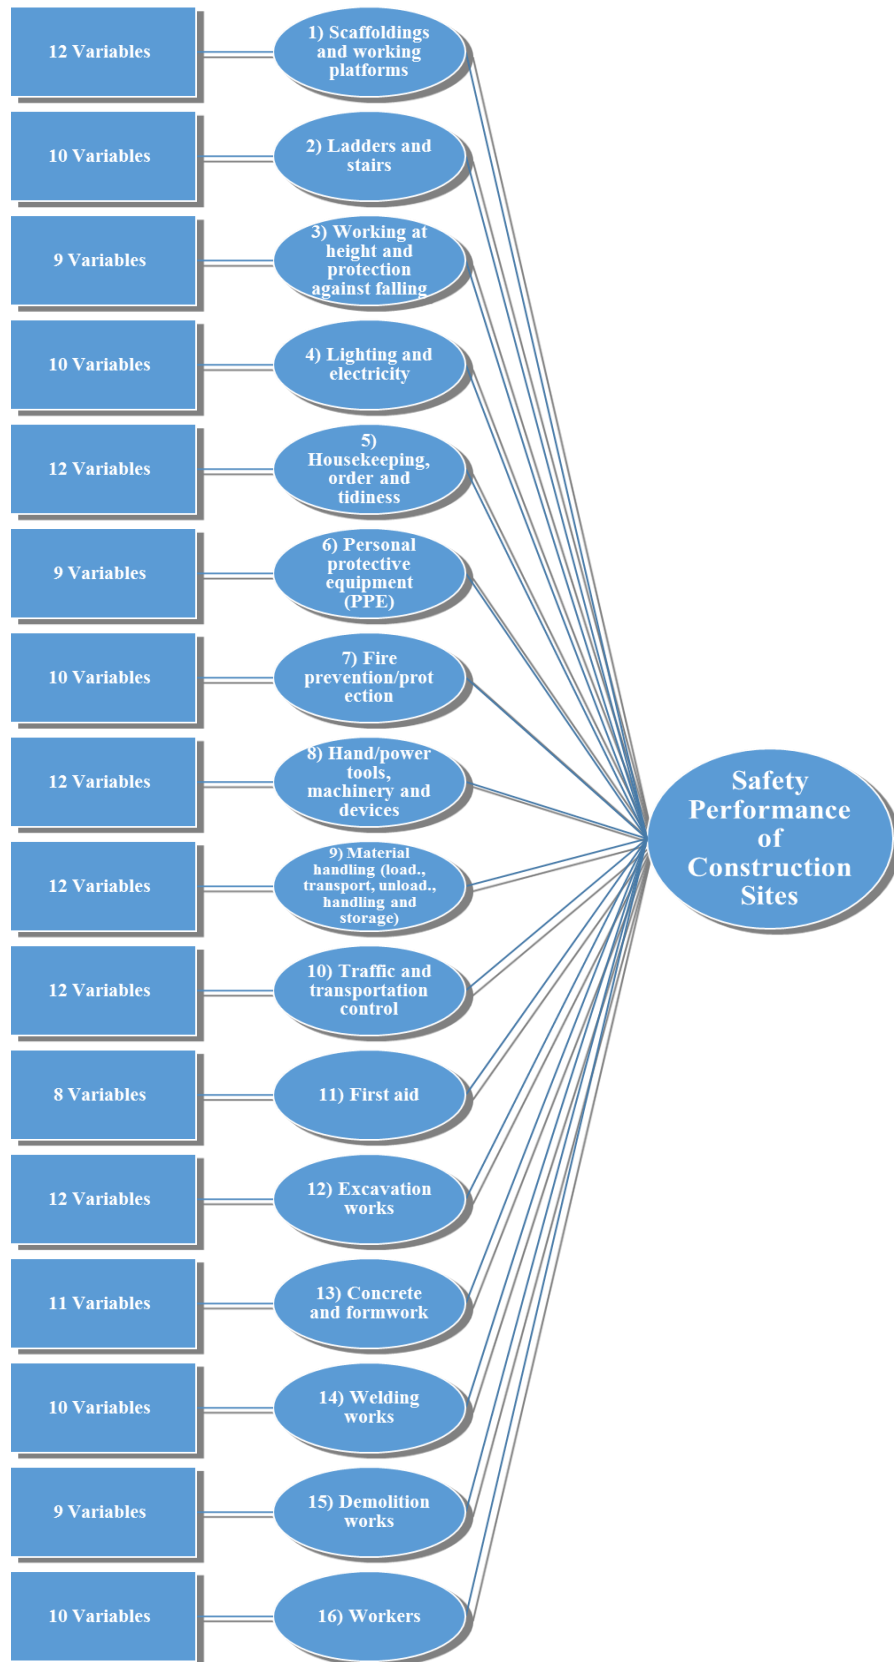 12 Variables
1) Scaffoldings
and working
platforms
10 Variables
2) Ladders and
stairs
9 Variables
3) Working at
height and
protection
against falling
10 Variables
4) Lighting and
electricity
12 Variables
5)
Housekeeping,
order and
tidiness
9 Variables
6) Personal
protective
equipment
(PPE)
10 Variables
7) Fire
prevention/prot
ection
12 Variables
8) Hand/power
tools,
machinery and
devices
12 Variables
9) Material
handling (load.,
transport, unload.,
handling and
storage)
12 Variables
10) Traffic and
transportation
control
8 Variables
11) First aid
12 Variables
12) Excavation
works
11 Variables
13) Concrete
and formwork
10 Variables
14) Welding
works
9 Variables
15) Demolition
works
10 Variables
16) Workers
Safety
Performance
of
Construction
Sites